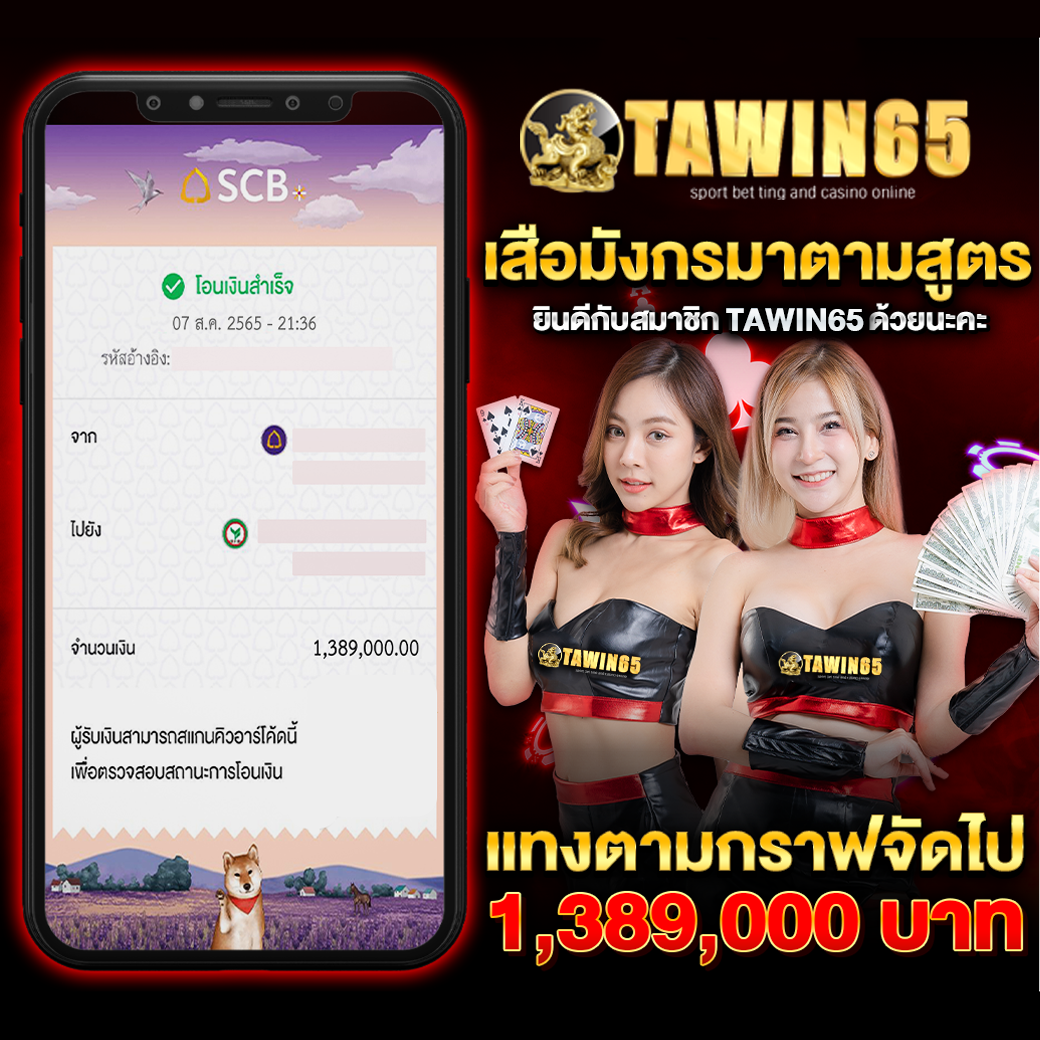 SCB+
โอนเงินสำเร็จ
07 ส.ค. 2565 - 21:36
รหัสอ้างอิง:
จาก
ไปยัง
จำนวนเงิน 1,389,000.00
ผู้รับเงินสามารถสแกนคิวอาร์โค้ดนี้
เพื่อตรวจสอบสถานะการโอนเงิน
TAWIN65
sport bet ting and casino online
เสือมังกรมาตามสูตร
ยินดีกับสมาชิก TAWIN65 ด้วยนะคะ
TAWIN65
TAWIN65
แทงตามกราฟจัดไป
1,389,000 บาท